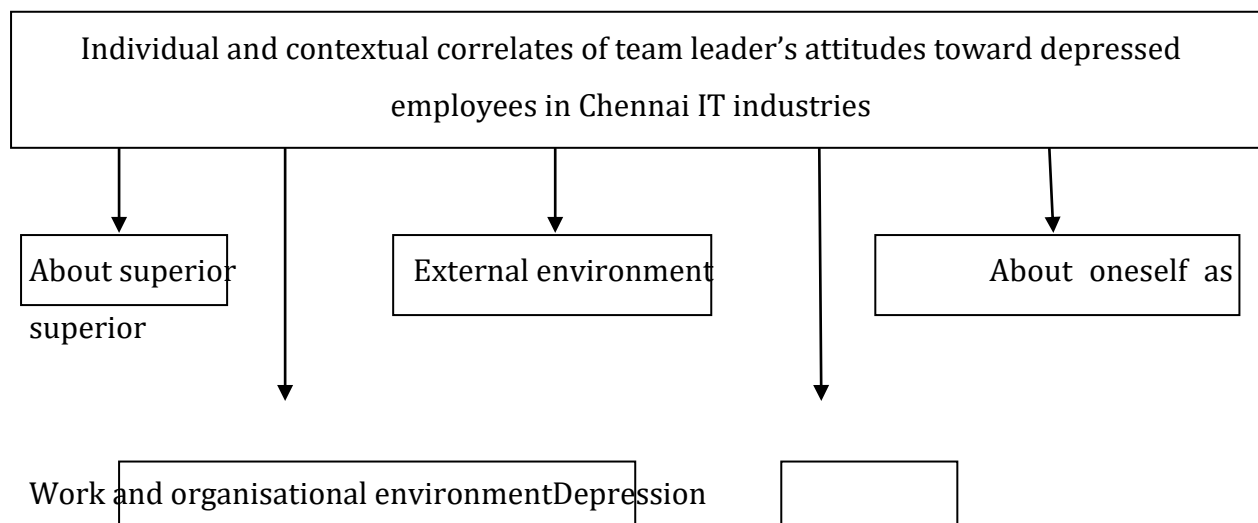 Individual and contextual correlates of team leader’s attitudes toward depressed
employees in Chennai IT industries
About superior External environment About oneself as
superior
Work and organisational environmentDepression